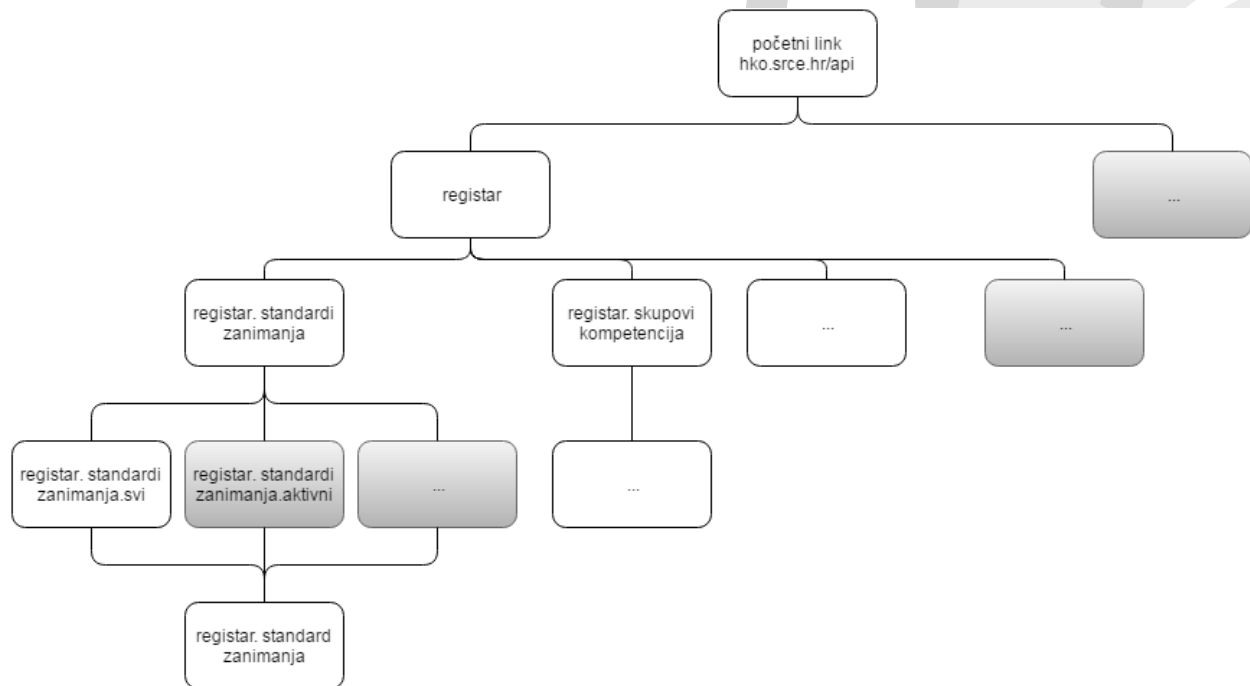 početni link
hko.srce.hr/api
registar
...
registar. standardi
zanimanja
registar. skupovi
kompetencija
...
...
registar. standardi
zanimanja.svi
registar. standardi
zanimanja.aktivni
...
...
registar. standard
zanimanja